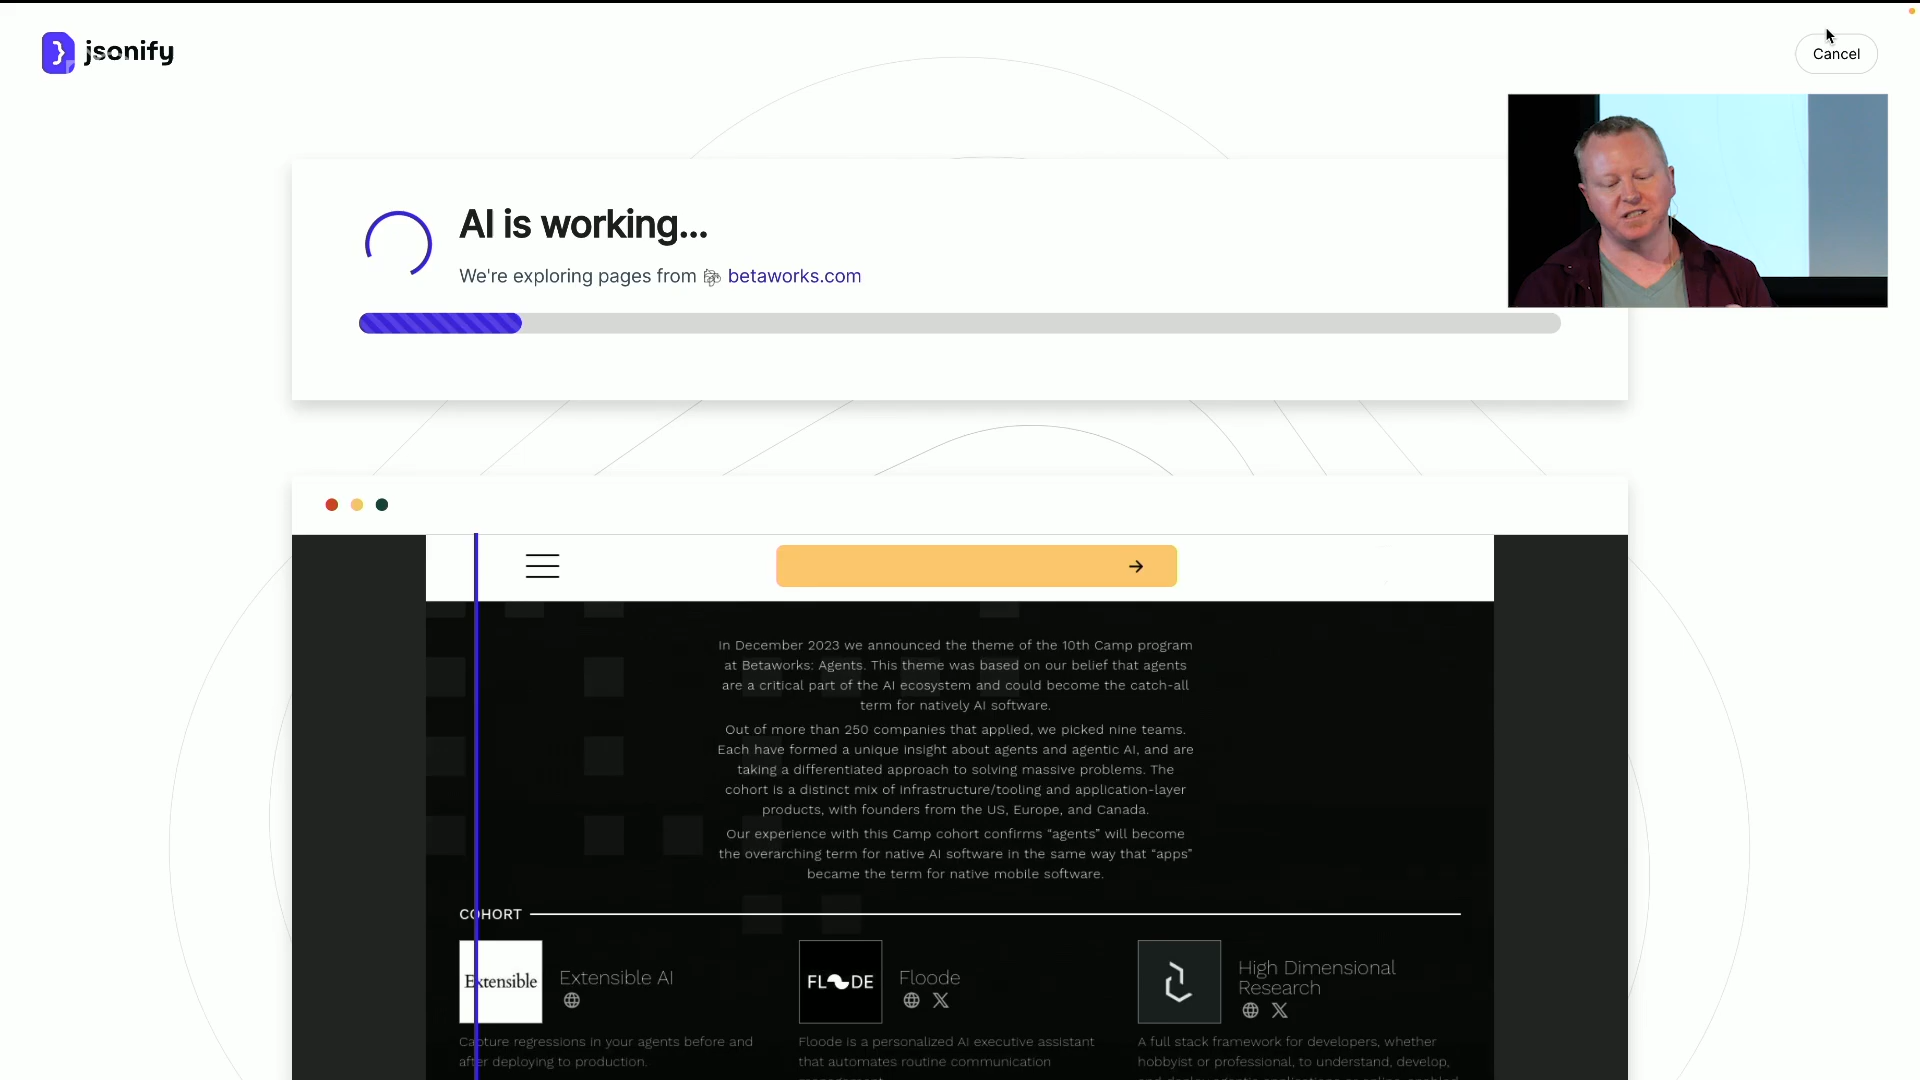 jsonify
Cancel
AI is working...
We're exploring pages from betaworks.com
In December 2023 we announced the theme of the 10th Camp program
at Betaworks: Agents. This theme was based on our belief that agents
are a critical part of the AI ecosystem and could become the catch-all
term for natively AI software.
Out of more than 250 companies that applied, we picked nine teams.
Each have formed a unique insight about agents and agentic AI, and are
taking a differentiated approach to solving massive problems. The
cohort is a distinct mix of infrastructure/tooling and application-layer
products, with founders from the US, Europe, and Canada.
Our experience with this Camp cohort confirms “agents” will become
the overarching term for native AI software in the same way that “apps”
became the term for native mobile software.
COHORT
Extensible
Extensible AI
Capture regressions in your agents before and
after deploying to production.
FLOODE
Floode
Floode is a personalized AI executive assistant
that automates routine communication
High Dimensional
Research
A full stack framework for developers, whether
hobbyist or professional, to understand, develop,